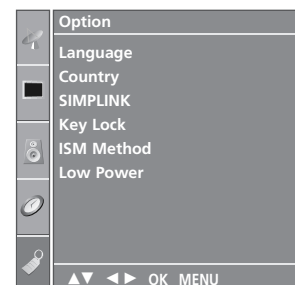 Option
Language
Country
SIMPLINK
Key Lock
ISM Method
Low Power
▲▼ ◄► OK MENU